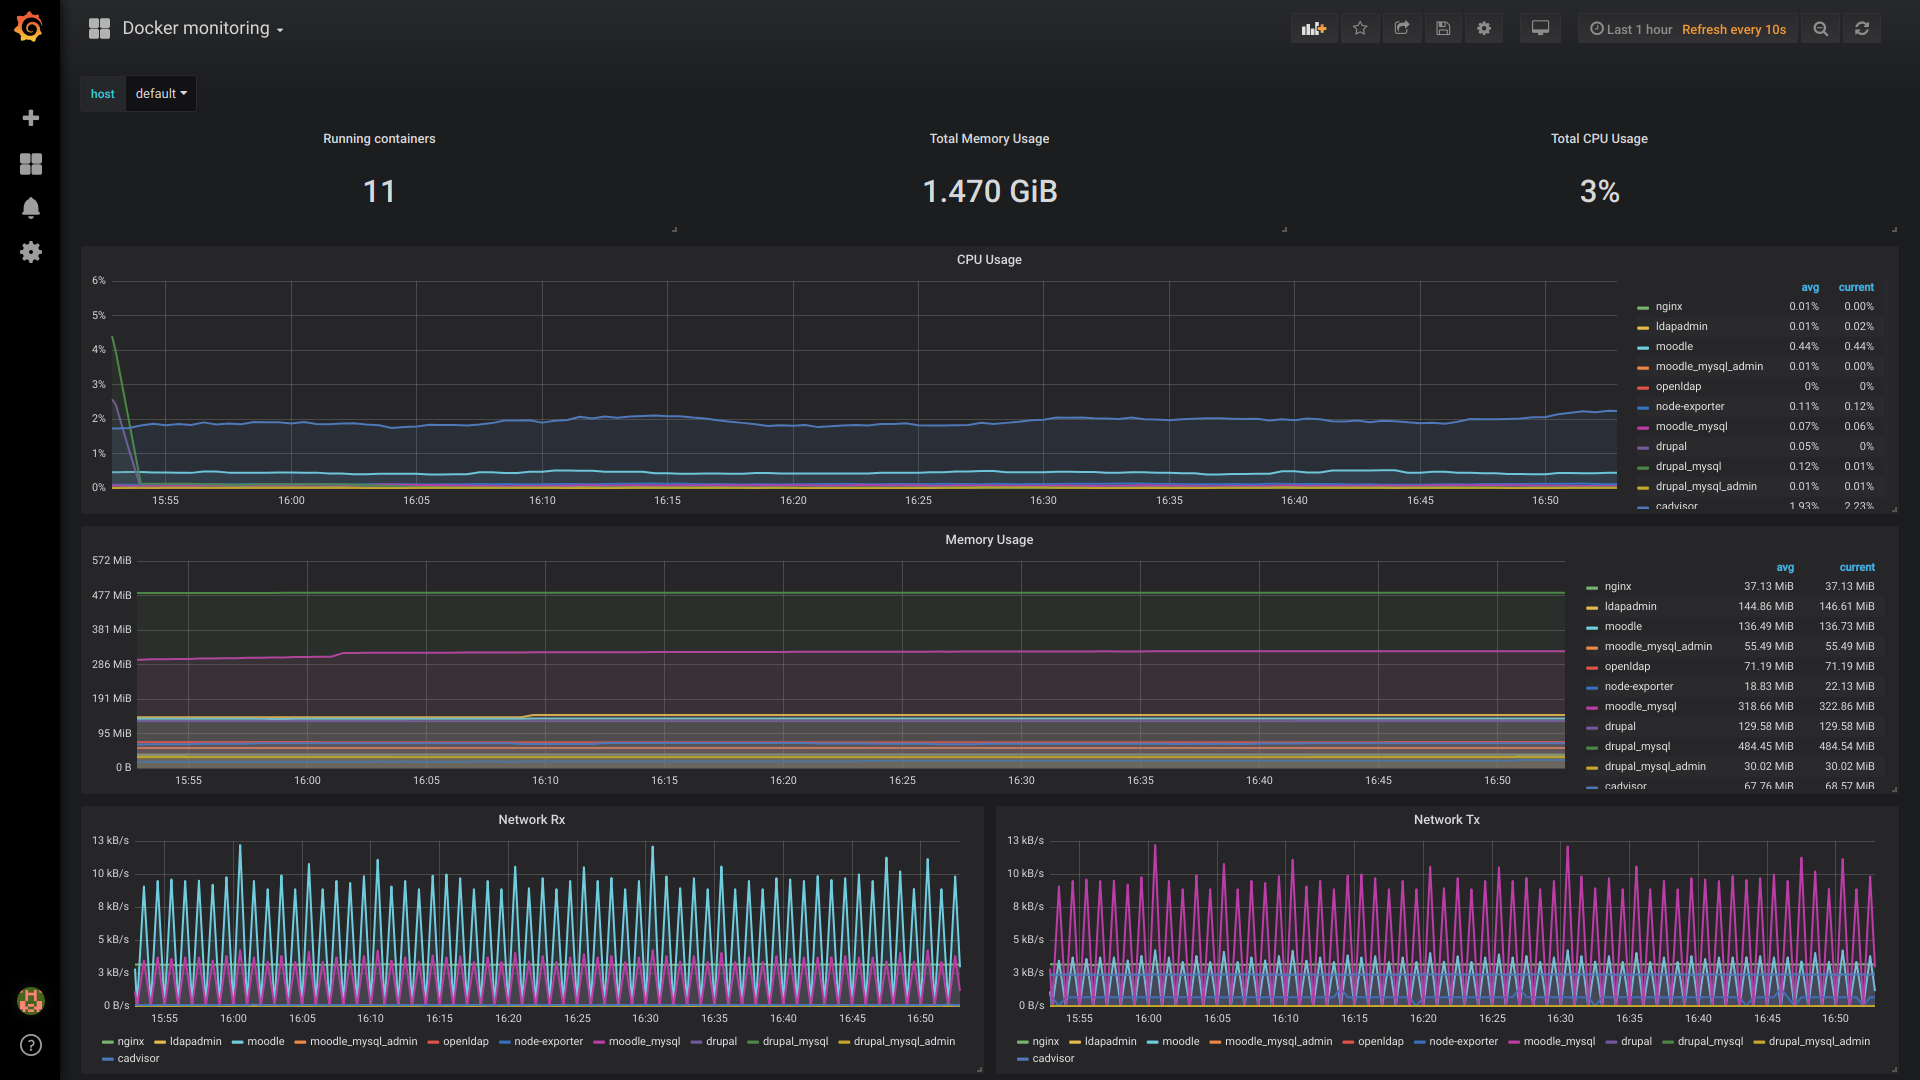 Docker monitoring
Last 1 hour Refresh every 10s
host default
Running containers
11
Total Memory Usage
1.470 GiB
Total CPU Usage
3%
CPU Usage
6%
5%
4%
3%
2%
1%
0%
15:55 16:00 16:05 16:10 16:15 16:20 16:25 16:30 16:35 16:40 16:45 16:50
avg current
nginx 0.01% 0.00%
ldapadmin 0.01% 0.02%
moodle 0.44% 0.44%
moodle_mysql_admin 0.01% 0.00%
openldap 0% 0%
node-exporter 0.11% 0.12%
moodle_mysql 0.07% 0.06%
drupal 0.05% 0%
drupal_mysql 0.12% 0.01%
drupal_mysql_admin 0.01% 0.01%
cadvisor 1.93% 2.23%
Memory Usage
572 MiB
477 MiB
381 MiB
286 MiB
191 MiB
95 MiB
0 B
15:55 16:00 16:05 16:10 16:15 16:20 16:25 16:30 16:35 16:40 16:45 16:50
avg current
nginx 37.13 MiB 37.13 MiB
ldapadmin 144.86 MiB 146.61 MiB
moodle 136.49 MiB 136.73 MiB
moodle_mysql_admin 55.49 MiB 55.49 MiB
openldap 71.19 MiB 71.19 MiB
node-exporter 18.83 MiB 22.13 MiB
moodle_mysql 318.66 MiB 322.86 MiB
drupal 129.58 MiB 129.58 MiB
drupal_mysql 484.45 MiB 484.54 MiB
drupal_mysql_admin 30.02 MiB 30.02 MiB
cadvisor 67.76 MiB 68.57 MiB
Network Rx
13 kB/s
10 kB/s
8 kB/s
5 kB/s
3 kB/s
0 B/s
15:55 16:00 16:05 16:10 16:15 16:20 16:25 16:30 16:35 16:40 16:45 16:50
nginx ldapadmin moodle moodle_mysql_admin openldap node-exporter moodle_mysql drupal drupal_mysql drupal_mysql_admin
cadvisor
Network Tx
13 kB/s
10 kB/s
8 kB/s
5 kB/s
3 kB/s
0 B/s
15:55 16:00 16:05 16:10 16:15 16:20 16:25 16:30 16:35 16:40 16:45 16:50
nginx ldapadmin moodle moodle_mysql_admin openldap node-exporter moodle_mysql drupal drupal_mysql drupal_mysql_admin
cadvisor